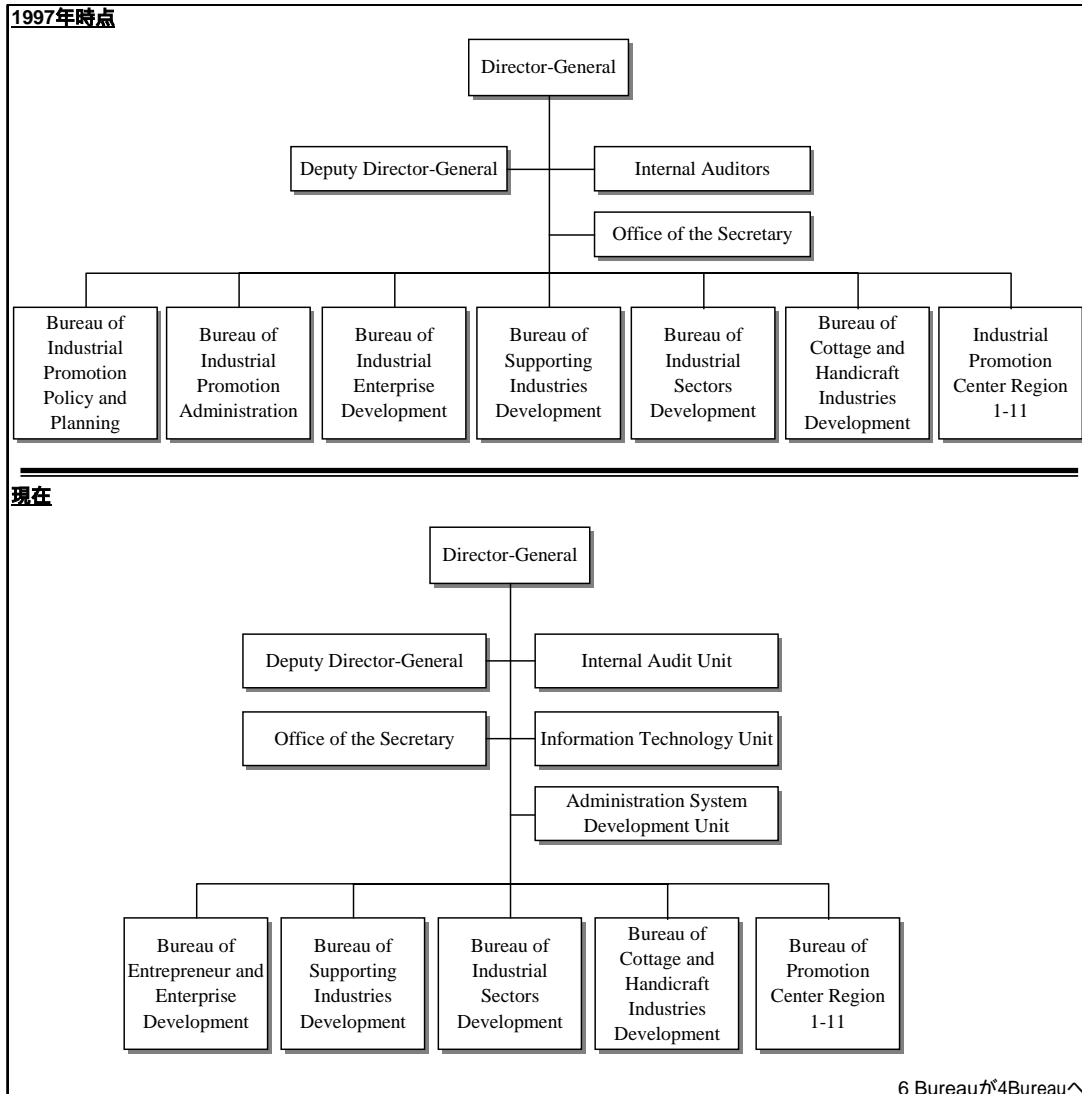 1997年時点
Director-General
Deputy Director-General
Internal Auditors
Office of the Secretary
Bureau of
Industrial
Promotion
Policy and
Planning
Bureau of
Industrial
Promotion
Administration
Bureau of
Industrial
Enterprise
Development
Bureau of
Supporting
Industries
Development
Bureau of
Industrial
Sectors
Development
Bureau of
Cottage and
Handicraft
Industries
Development
Industrial
Promotion
Center Region
1-11
現在
Director-General
Deputy Director-General
Internal Audit Unit
Office of the Secretary
Information Technology Unit
Administration System
Development Unit
Bureau of
Entrepreneur and
Enterprise
Development
Bureau of
Supporting
Industries
Development
Bureau of
Industrial
Sectors
Development
Bureau of
Cottage and
Handicraft
Industries
Development
Bureau of
Promotion
Center Region
1-11
6 Bureauが4Bureauへ